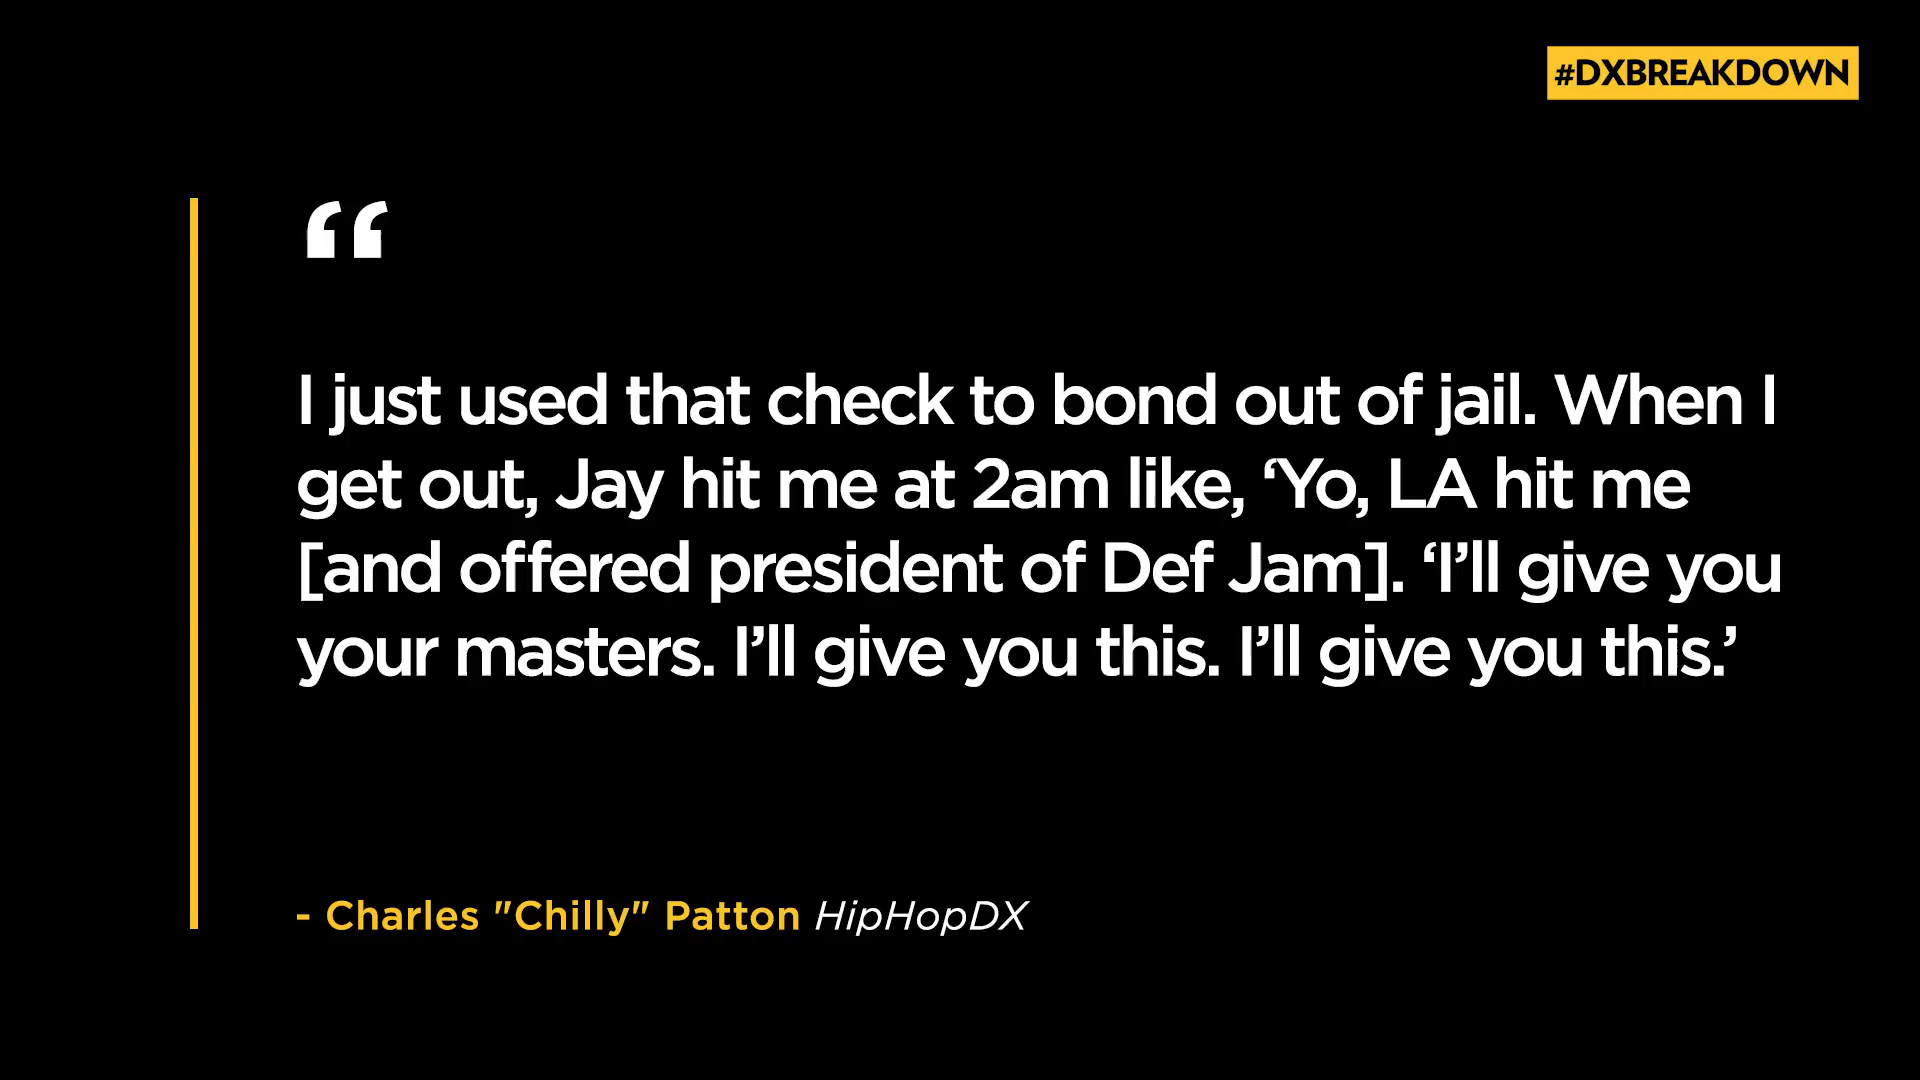 #DXBREAKDOWN
“
I just used that check to bond out of jail. When I
get out, Jay hit me at 2am like, ‘Yo, LA hit me
[and offered president of Def Jam]. ‘I’ll give you
your masters. I’ll give you this. I’ll give you this.’
- Charles "Chilly" Patton HipHopDX